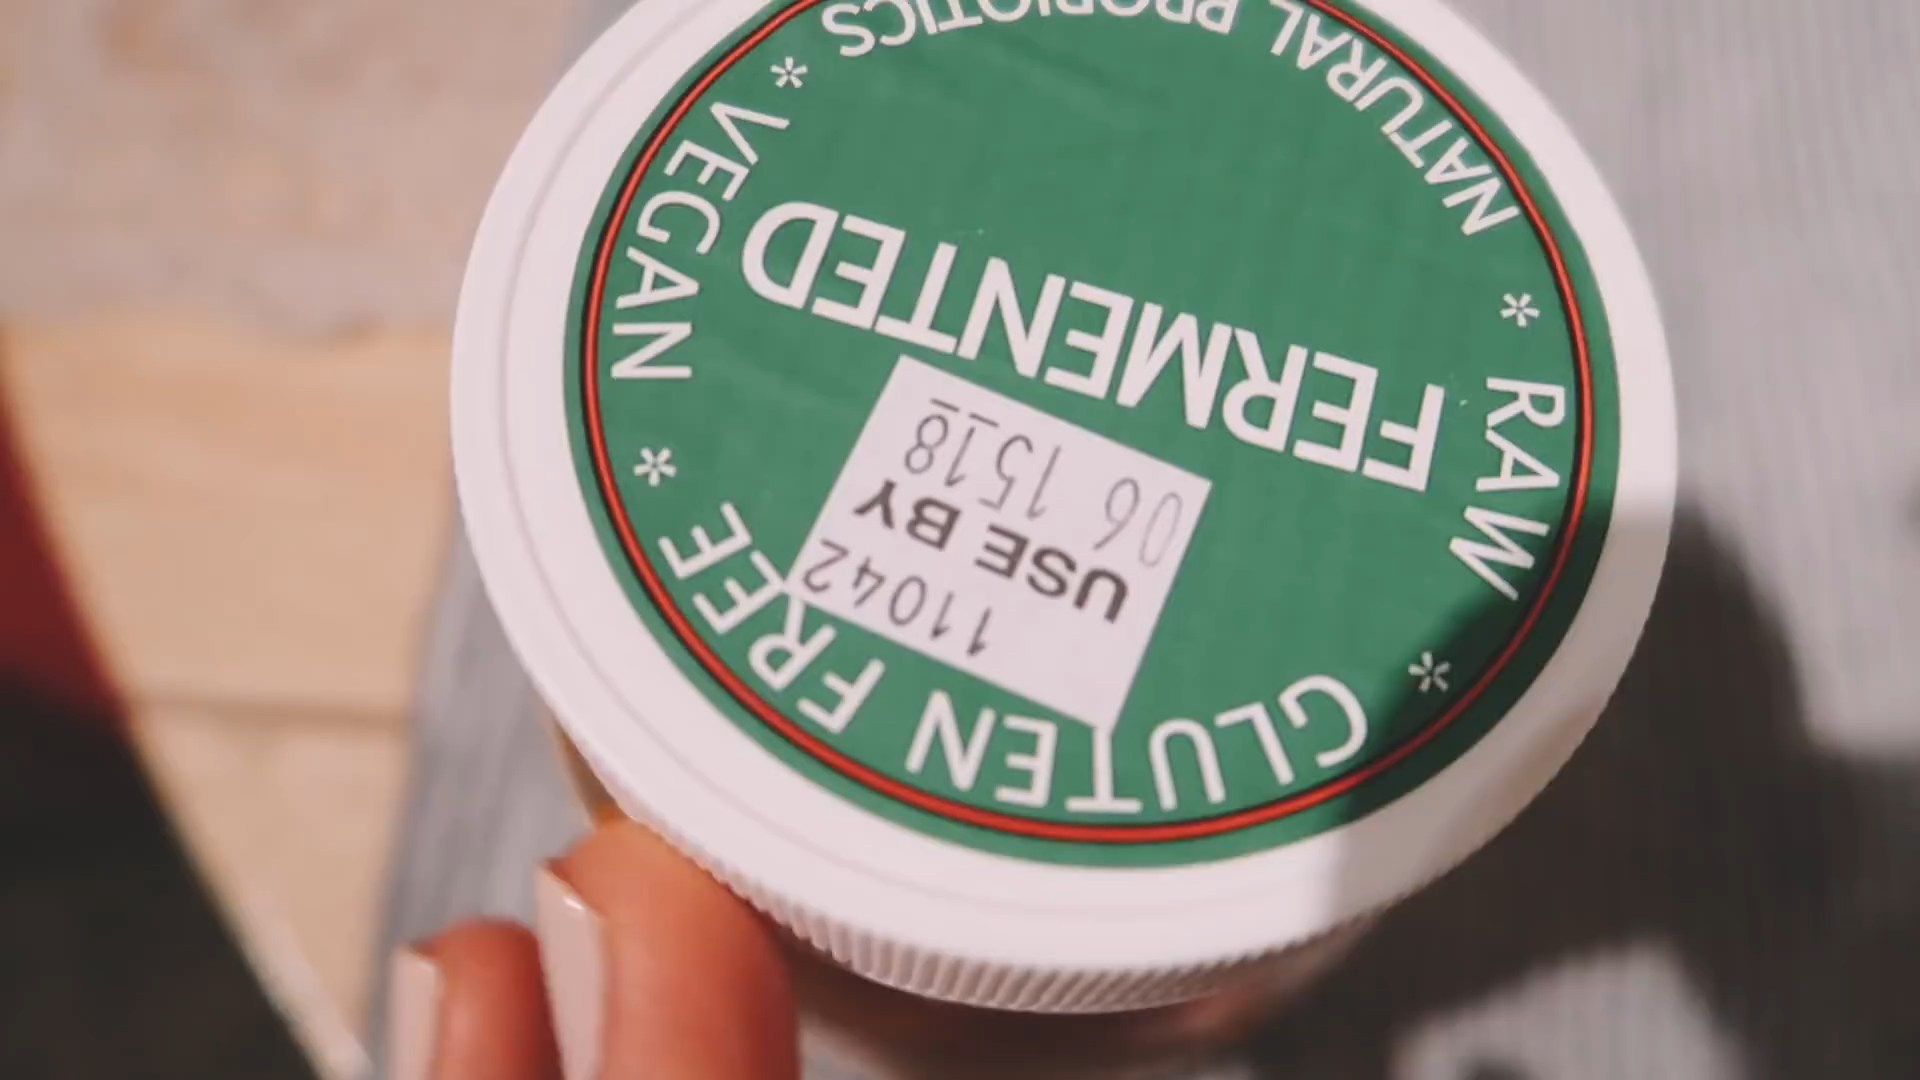 GLUTEN FREE * VEGAN * NATURAL PROBIOTICS * RAW *
11042
USE BY
06 15 18
FERMENTED